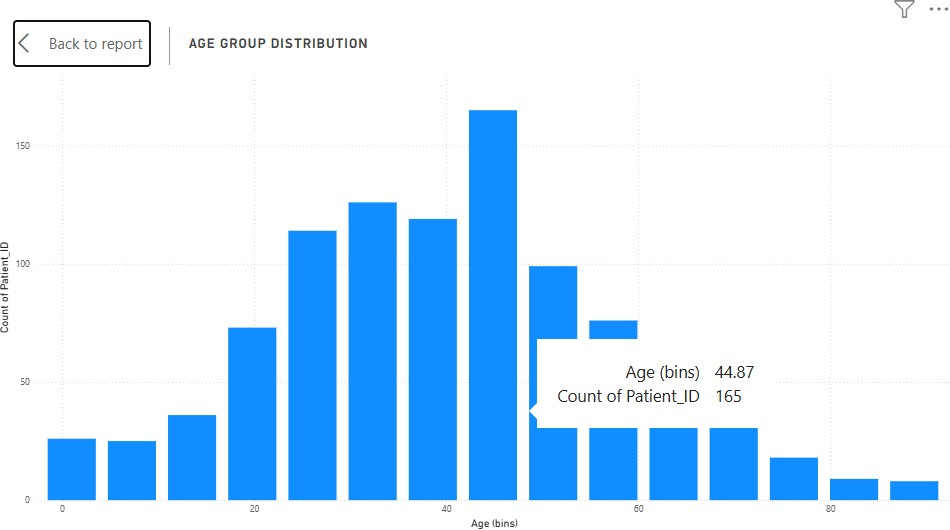 Back to report
AGE GROUP DISTRIBUTION
Count of Patient_ID
150
100
50
0
Age (bins) 44.87
Count of Patient_ID 165
0 20 40 60 80
Age (bins)